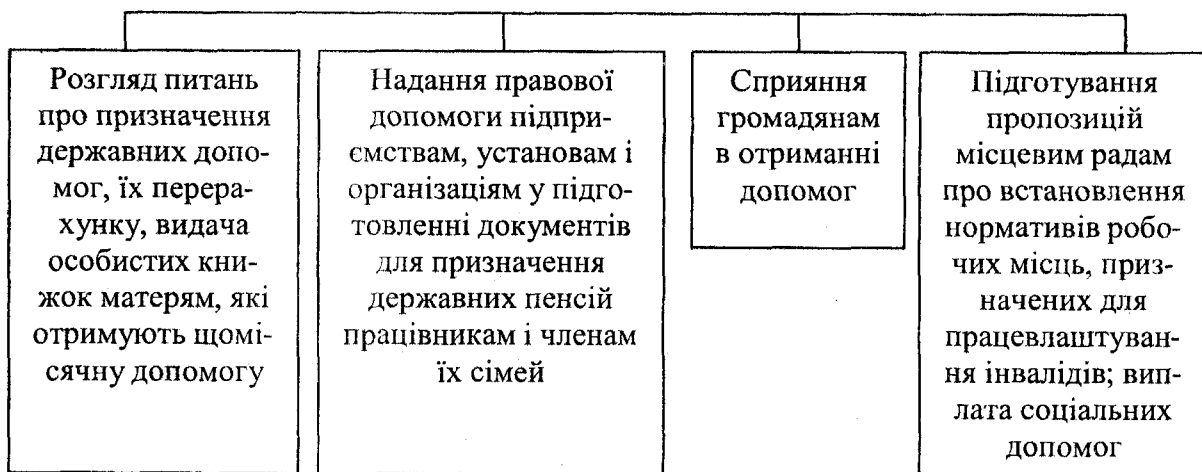 Розгляд питань
про призначення
державних допо-
мог, їх перера-
хунку, видача
особистих кни-
жок матерям, які
отримують щомі-
сячну допомогу
Надання правової
допомоги підпри-
ємствам, установам і
організаціям у підго-
товленні документів
для призначення
державних пенсій
працівникам і членам
їх сімей
Сприяння
громадянам
в отриманні
допомог
Підготування
пропозицій
місцевим радам
про встановлення
нормативів робо-
чих місць, приз-
начених для
працевлаштуван-
ня інвалідів; вип-
лата соціальних
допомог